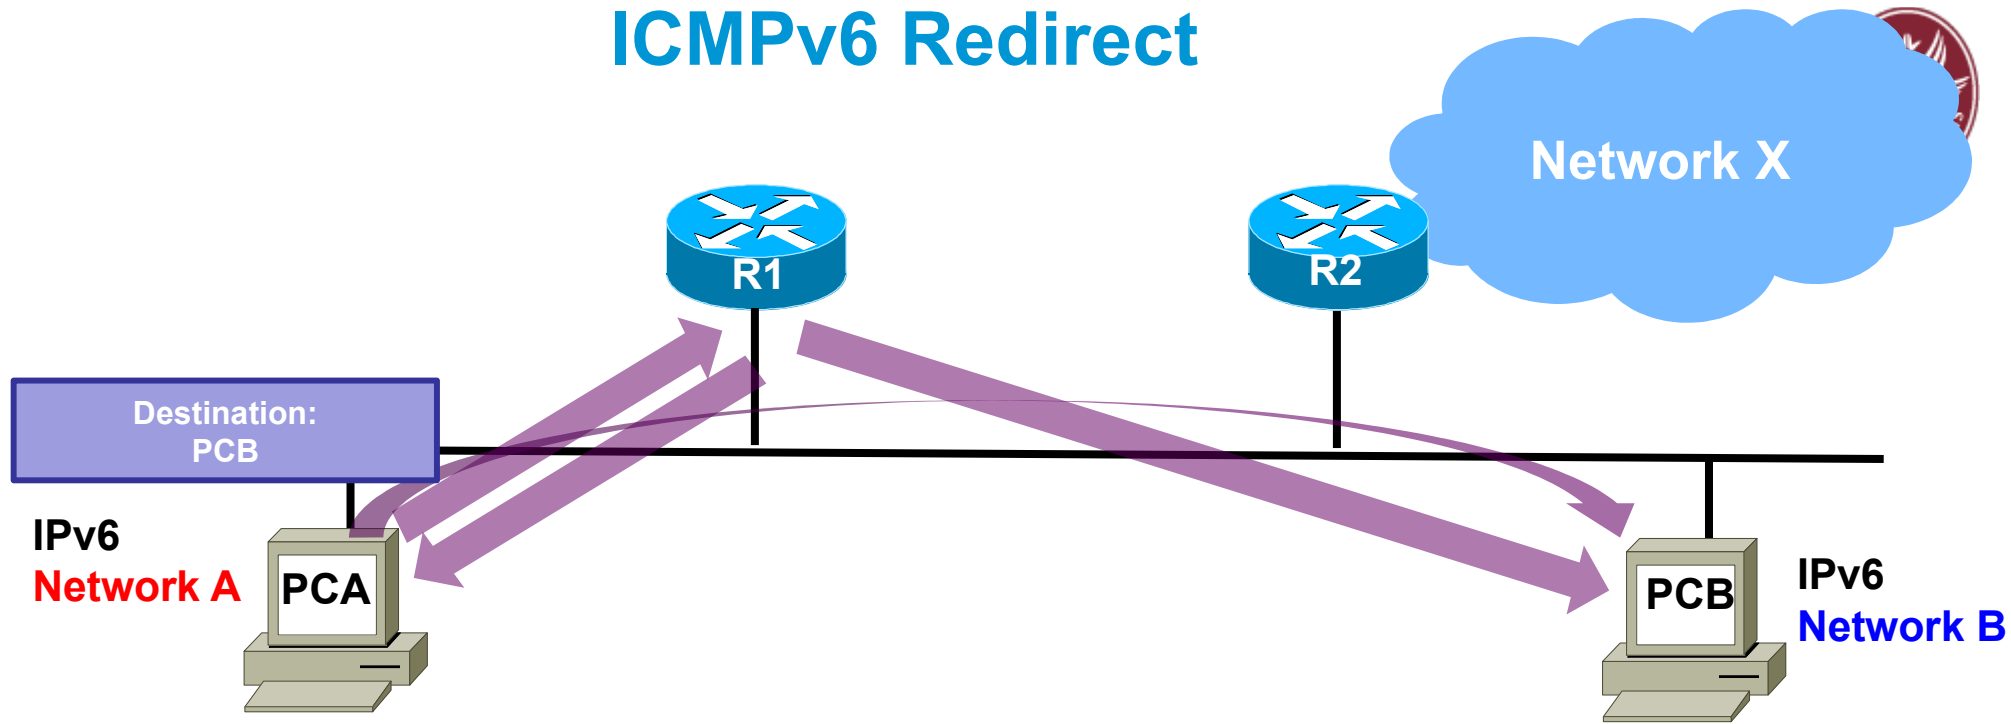 ICMPv6 Redirect
Network X
R1
R2
Destination:
PCB
IPv6
Network A
PCA
PCB
IPv6
Network B